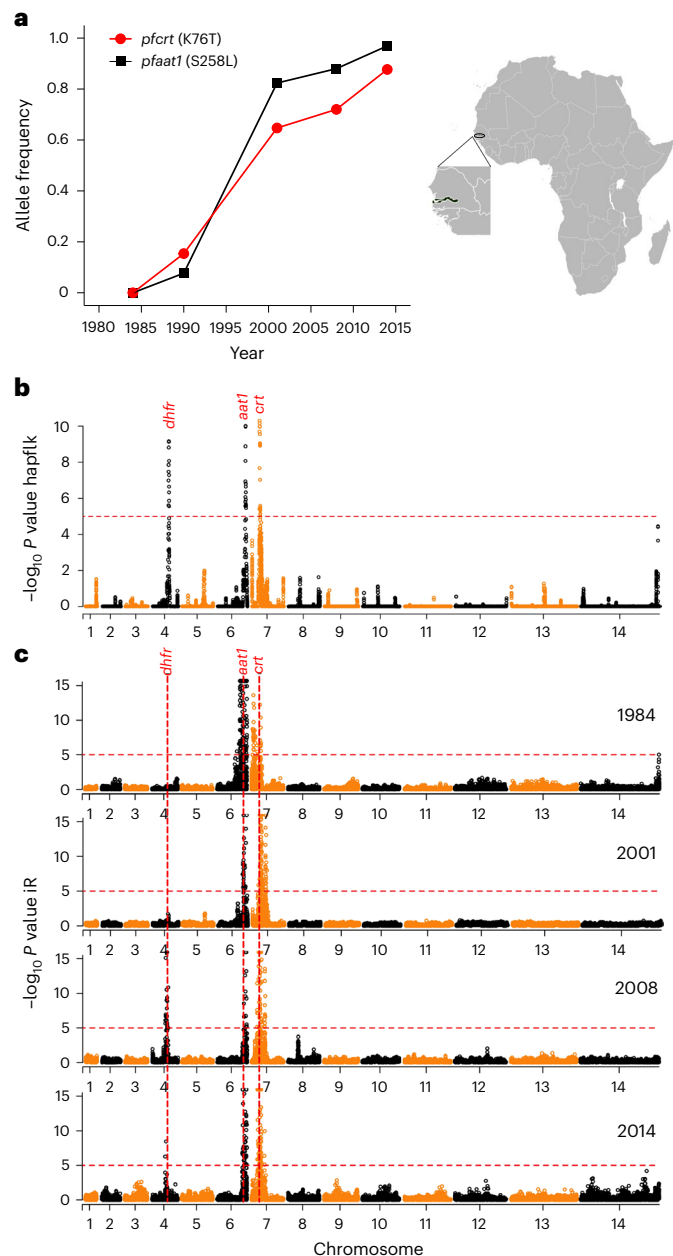 a
1.0
0.8
0.6
0.4
0.2
0
Allele frequency
pfcrt (K76T)
pfaat1 (S258L)
1980 1985 1990 1995 2000 2005 2010 2015
Year
b
dhfr aat1 crt
10
8
6
4
2
0
–log10 P value hapflk
1 2 3 4 5 6 7 8 9 10 11 12 13 14
c
dhfr aat1 crt
15
10
5
0
1984
1 2 3 4 5 6 7 8 9 10 11 12 13 14
15
10
5
0
2001
1 2 3 4 5 6 7 8 9 10 11 12 13 14
–log10 P value iR
15
10
5
0
2008
1 2 3 4 5 6 7 8 9 10 11 12 13 14
15
10
5
0
2014
1 2 3 4 5 6 7 8 9 10 11 12 13 14
Chromosome